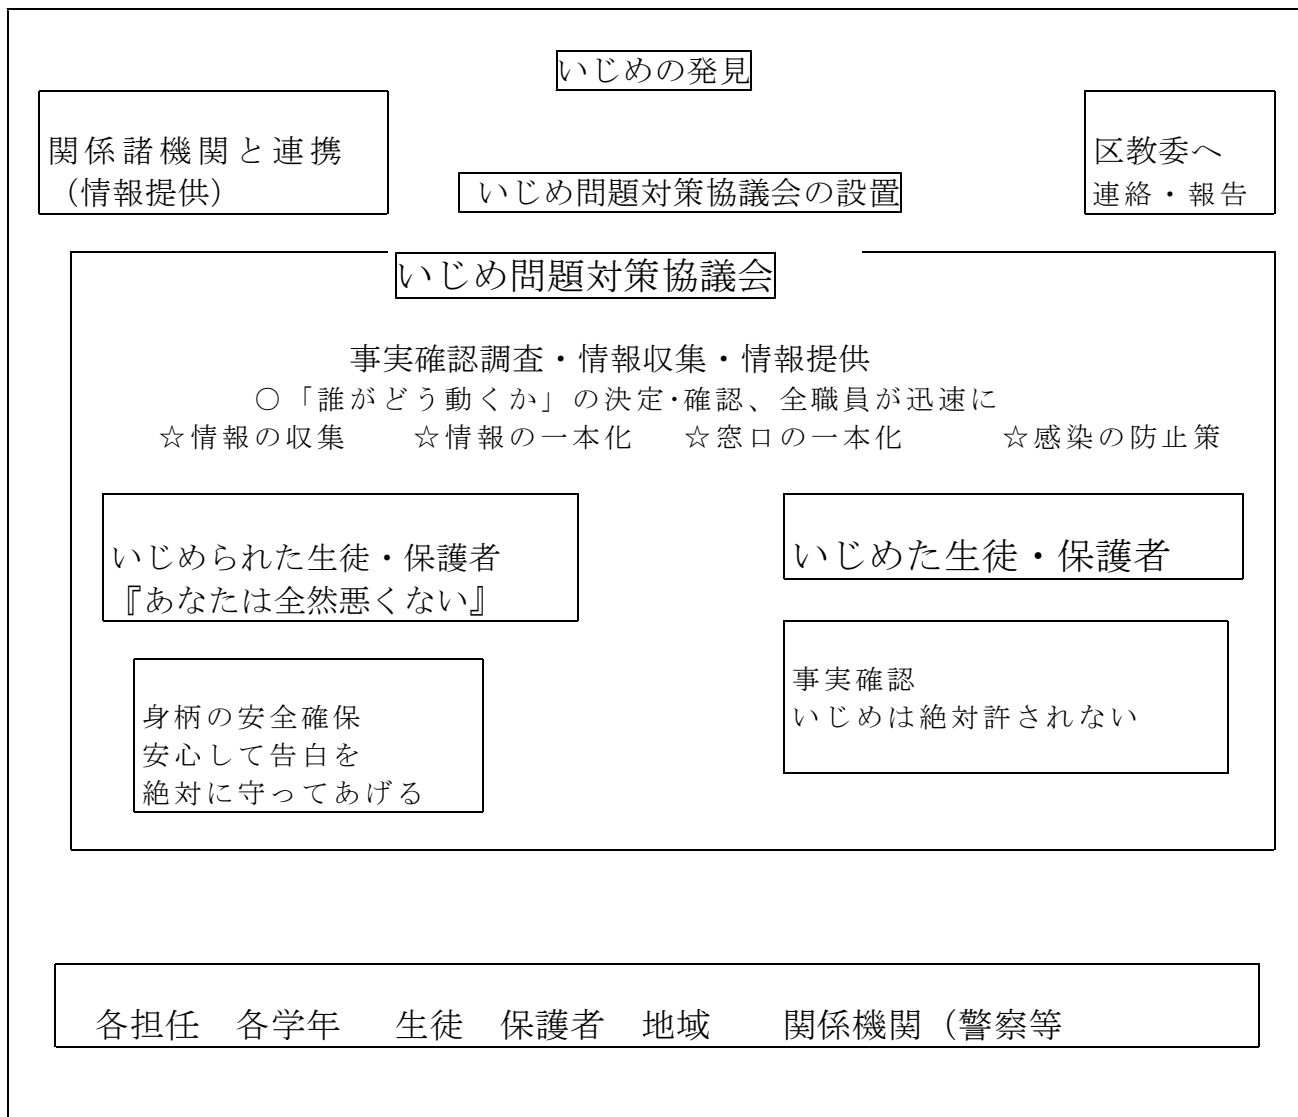 いじめの発見
関係諸機関と連携
（情報提供）
いじめ問題対策協議会の設置
区教委へ
連絡・報告
いじめ問題対策協議会
事実確認調査・情報収集・情報提供
○「誰がどう動くか」の決定・確認、全職員が迅速に
☆情報の収集　☆情報の一本化　☆窓口の一本化　☆感染の防止策
いじめられた生徒・保護者
『あなたは全然悪くない』
いじめた生徒・保護者
身柄の安全確保
安心して告白を
絶対に守ってあげる
事実確認
いじめは絶対許されない
各担任　各学年　生徒　保護者　地域　関係機関（警察等